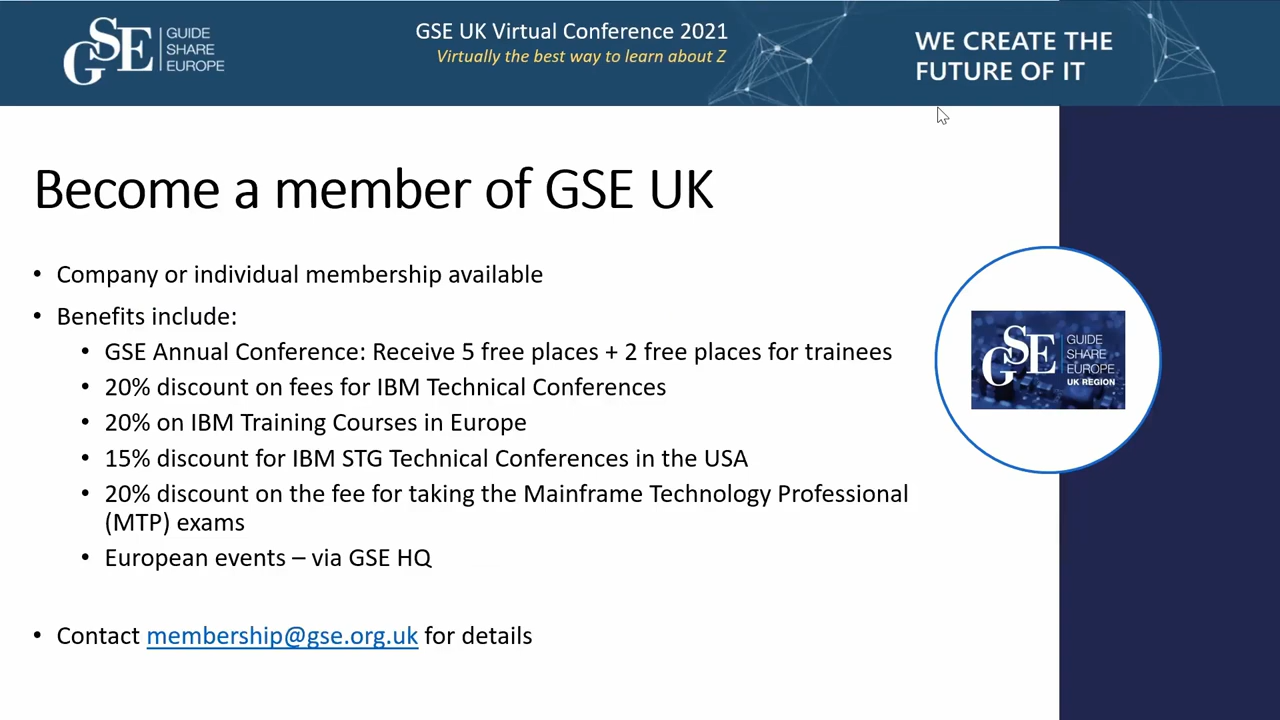 GSE
GUIDE
SHARE
EUROPE
GSE UK Virtual Conference 2021
Virtually the best way to learn about Z
WE CREATE THE
FUTURE OF IT
Become a member of GSE UK
• Company or individual membership available
• Benefits include:
• GSE Annual Conference: Receive 5 free places + 2 free places for trainees
• 20% discount on fees for IBM Technical Conferences
• 20% on IBM Training Courses in Europe
• 15% discount for IBM STG Technical Conferences in the USA
• 20% discount on the fee for taking the Mainframe Technology Professional
(MTP) exams
• European events – via GSE HQ
• Contact membership@gse.org.uk for details
GSE
GUIDE
SHARE
EUROPE
UK REGION